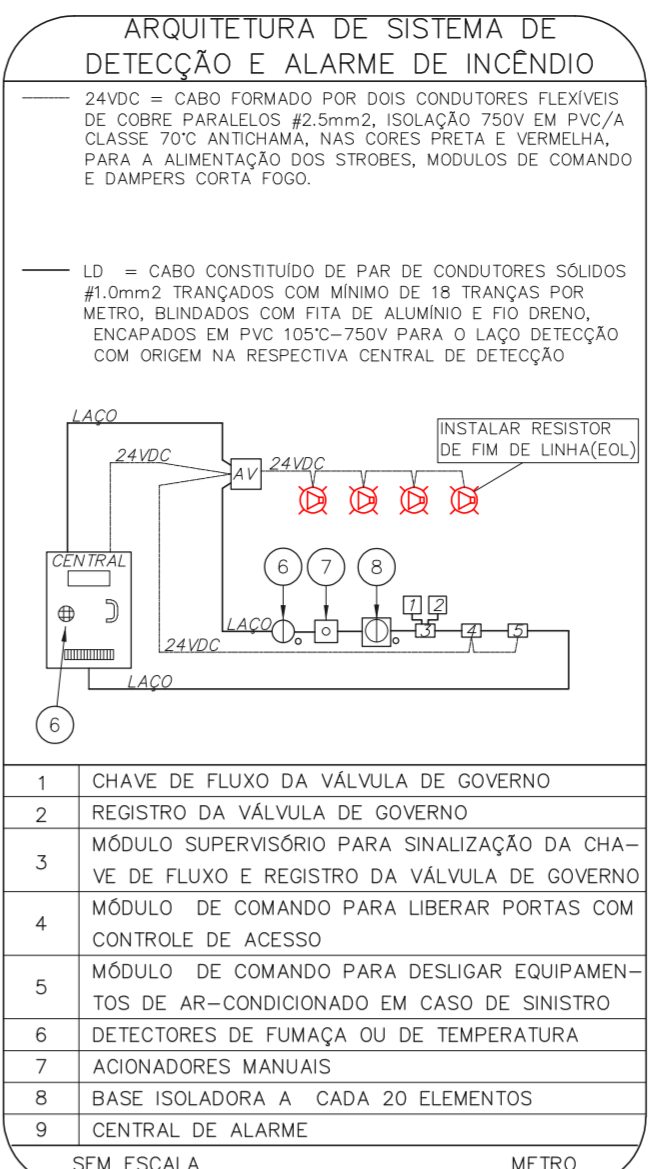 ARQUITETURA DE SISTEMA DE
DETECÇÃO E ALARME DE INCÊNDIO
24VDC = CABO FORMADO POR DOIS CONDUTORES FLEXÍVEIS
DE COBRE PARALELOS #2.5mm2, ISOLAÇÃO 750V EM PVC/A
CLASSE 70°C ANTICHAMA, NAS CORES PRETA E VERMELHA,
PARA A ALIMENTAÇÃO DOS STROBES, MODULOS DE COMANDO
E DAMPERS CORTA FOGO.
LD = CABO CONSTITUÍDO DE PAR DE CONDUTORES SÓLIDOS
#1.0mm2 TRANÇADOS COM MÍNIMO DE 18 TRANÇAS POR
METRO, BLINDADOS COM FITA DE ALUMÍNIO E FIO DRENO,
ENCAPADOS EM PVC 105°C-750V PARA O LAÇO DETECÇÃO
COM ORIGEM NA RESPECTIVA CENTRAL DE DETECÇÃO
LAÇO
INSTALAR RESISTOR
DE FIM DE LINHA(EOL)
24VDC
AV
24VDC
CENTRAL
6 7 8
1 2
LAÇO
3 4 5
24VDC
LAÇO
6
1 CHAVE DE FLUXO DA VÁLVULA DE GOVERNO
2 REGISTRO DA VÁLVULA DE GOVERNO
3 MÓDULO SUPERVISÓRIO PARA SINALIZAÇÃO DA CHA-
VE DE FLUXO E REGISTRO DA VÁLVULA DE GOVERNO
4 MÓDULO DE COMANDO PARA LIBERAR PORTAS COM
CONTROLE DE ACESSO
5 MÓDULO DE COMANDO PARA DESLIGAR EQUIPAMEN-
TOS DE AR-CONDICIONADO EM CASO DE SINISTRO
6 DETECTORES DE FUMAÇA OU DE TEMPERATURA
7 ACIONADORES MANUAIS
8 BASE ISOLADORA A CADA 20 ELEMENTOS
9 CENTRAL DE ALARME
SEM ESCALA METRO